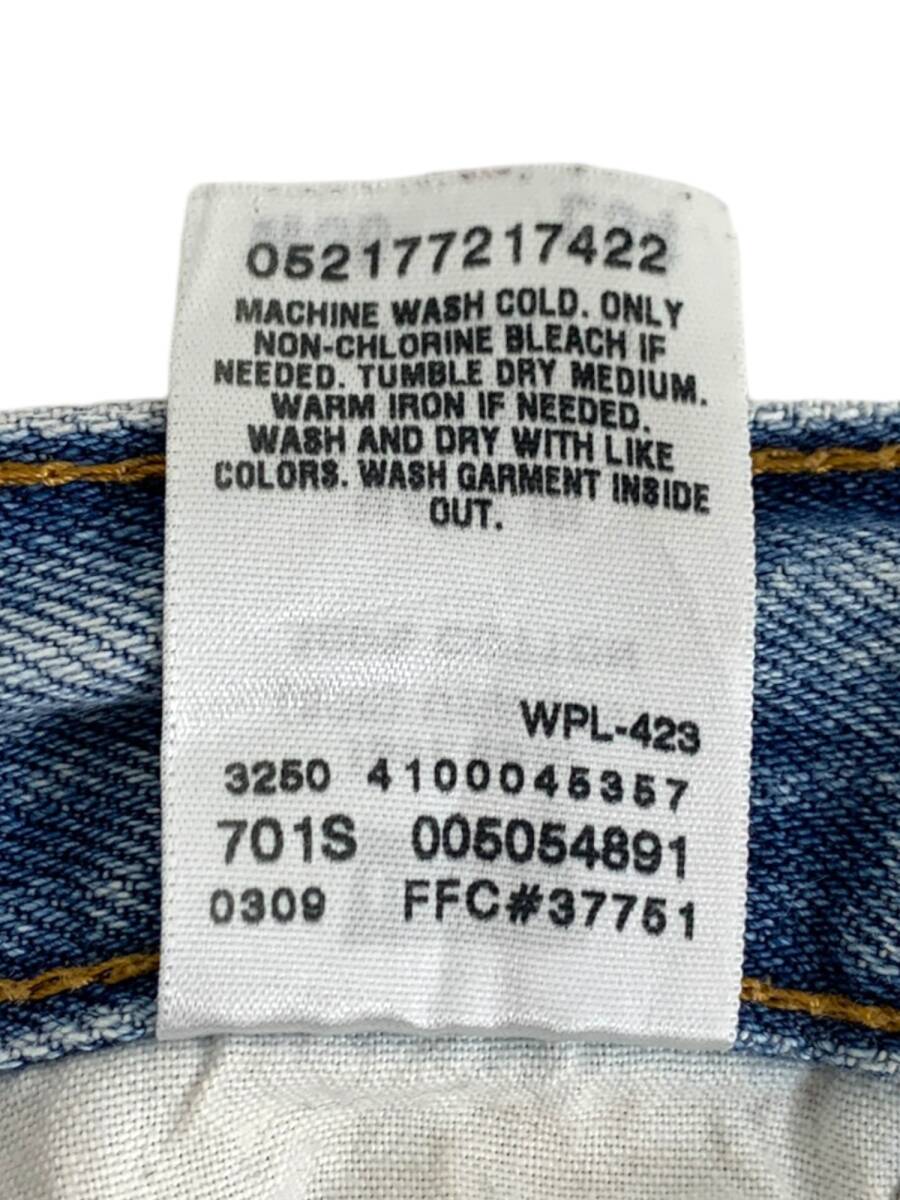 052177217422
MACHINE WASH COLD. ONLY
NON-CHLORINE BLEACH IF
NEEDED. TUMBLE DRY MEDIUM.
WARM IRON IF NEEDED.
WASH AND DRY WITH LIKE
COLORS. WASH GARMENT INSIDE
OUT.
WPL-423
3250 4100045357
701S 005054891
0309 FFC#37751